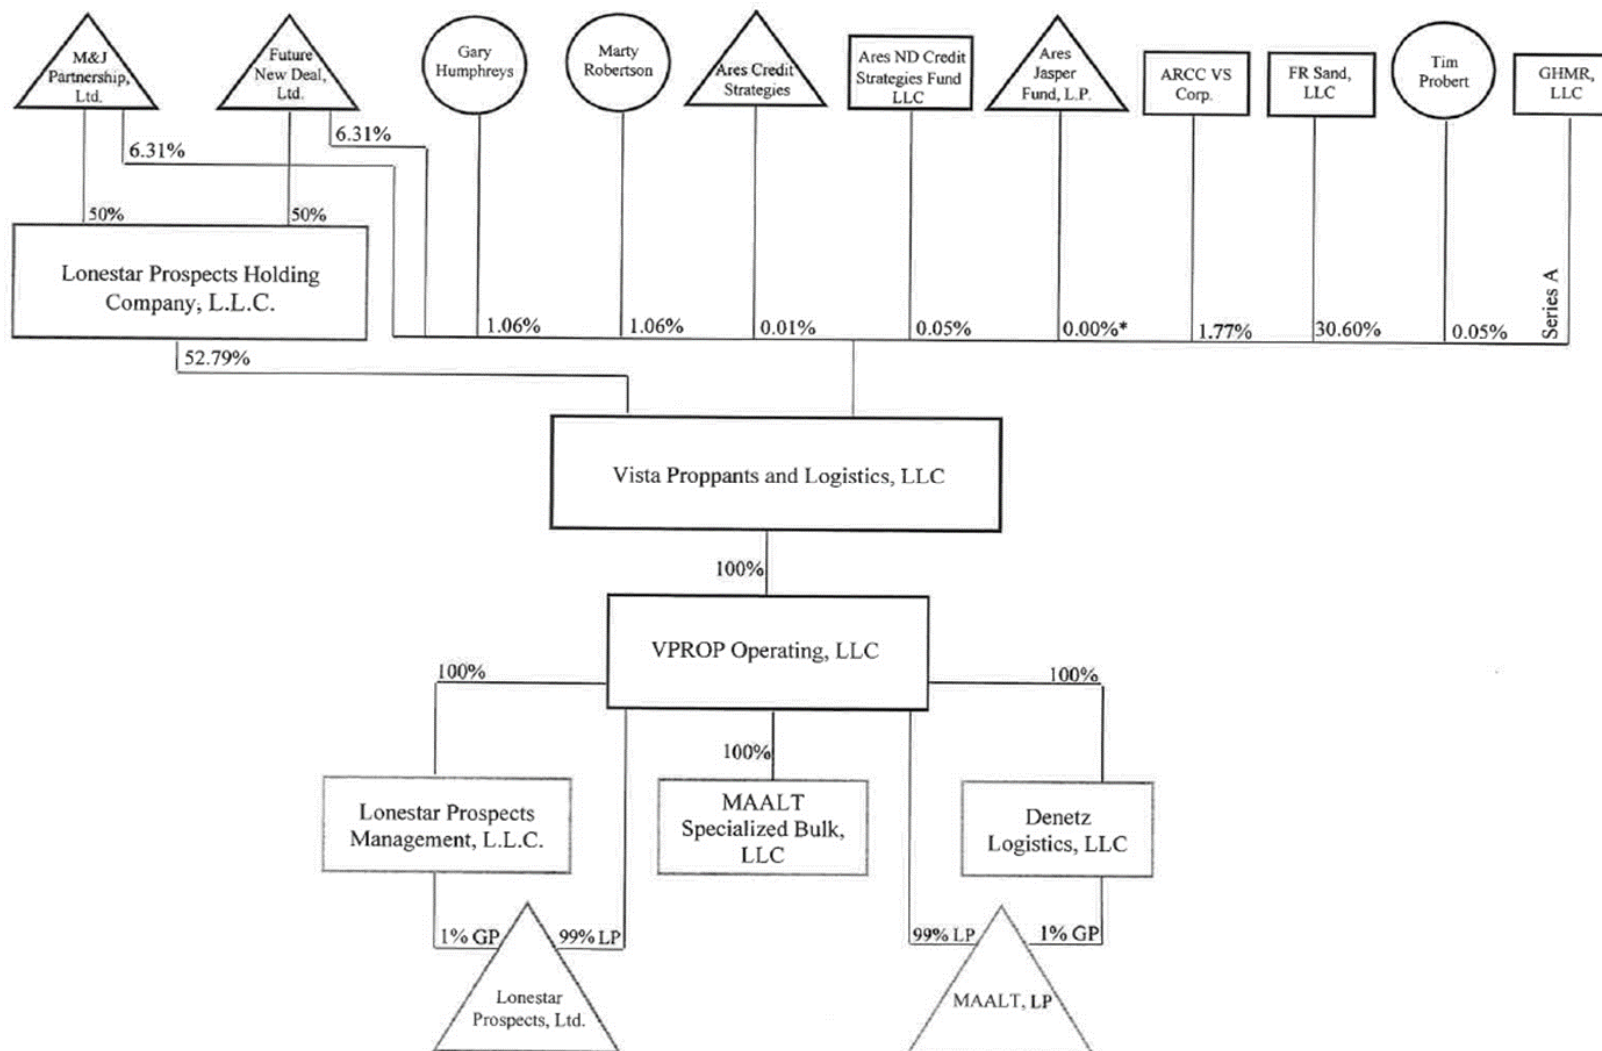 M&J
Partnership,
Ltd.
Future
New Deal,
Ltd.
Gary
Humphreys
Marty
Robertson
Ares Credit
Strategies
Ares ND Credit
Strategies Fund
LLC
Ares
Jasper
Fund, L.P.
ARCC VS
Corp.
FR Sand,
LLC
Tim
Probert
GHMR,
LLC
6.31%
6.31%
50%
50%
Lonestar Prospects Holding
Company, L.L.C.
1.06%
1.06%
0.01%
0.05%
0.00%*
1.77%
30.60%
0.05%
Series A
52.79%
Vista Proppants and Logistics, LLC
100%
VPROP Operating, LLC
100%
100%
100%
Lonestar Prospects
Management, L.L.C.
MAALT
Specialized Bulk,
LLC
Denetz
Logistics, LLC
1% GP
99% LP
99% LP
1% GP
Lonestar
Prospects, Ltd.
MAALT, LP